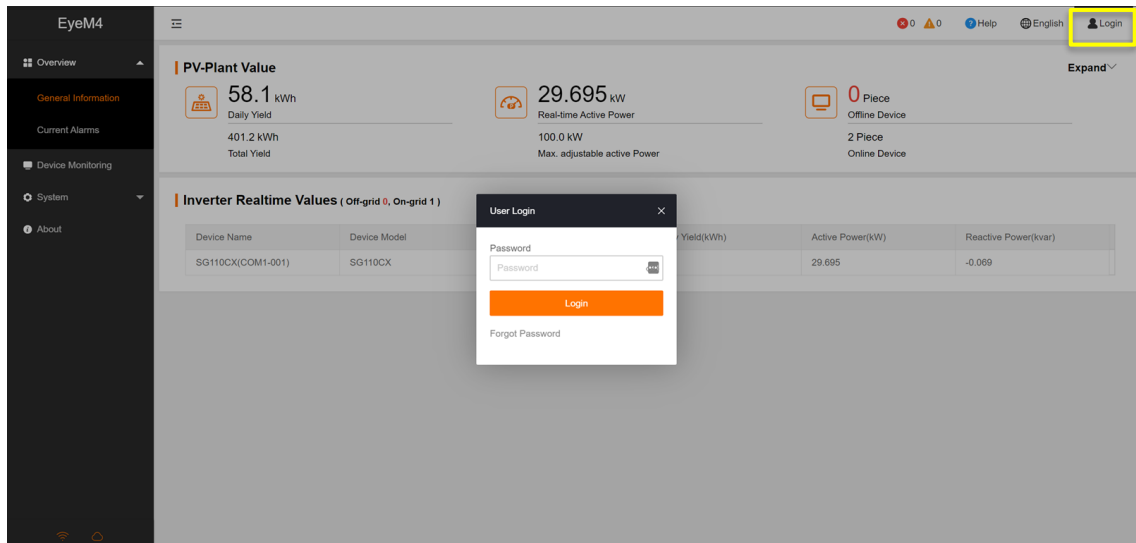 EyeM4
0 0 Help English Login
Overview
General Information
Current Alarms
Device Monitoring
System
About
PV-Plant Value
Expand
58.1 kWh
Daily Yield
401.2 kWh
Total Yield
29.695 kW
Real-time Active Power
100.0 kW
Max. adjustable active Power
0 Piece
Offline Device
2 Piece
Online Device
Inverter Realtime Values ( Off-grid 0, On-grid 1 )
Device Name Device Model Yield(kWh) Active Power(kW) Reactive Power(kvar)
SG110CX(COM1-001) SG110CX 29.695 -0.069
User Login
Password
Password
Login
Forgot Password